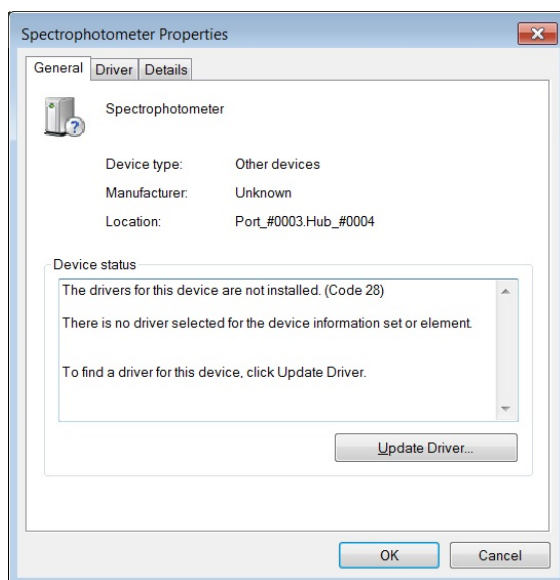 Spectrophotometer Properties
General Driver Details
Spectrophotometer
Device type: Other devices
Manufacturer: Unknown
Location: Port_#0003.Hub_#0004
Device status
The drivers for this device are not installed. (Code 28)
There is no driver selected for the device information set or element.
To find a driver for this device, click Update Driver.
Update Driver...
OK Cancel